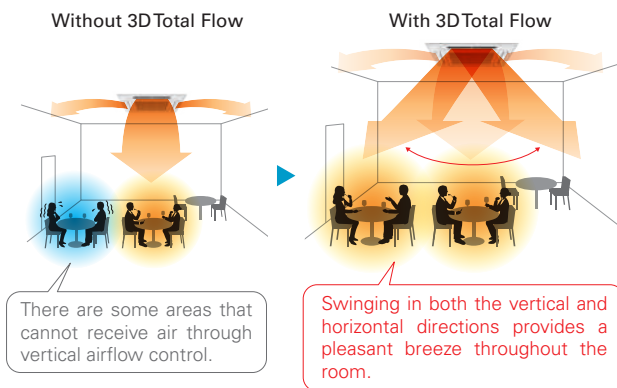 Without 3D Total Flow
With 3D Total Flow
There are some areas that
cannot receive air through
vertical airflow control.
Swinging in both the vertical and
horizontal directions provides a
pleasant breeze throughout the
room.